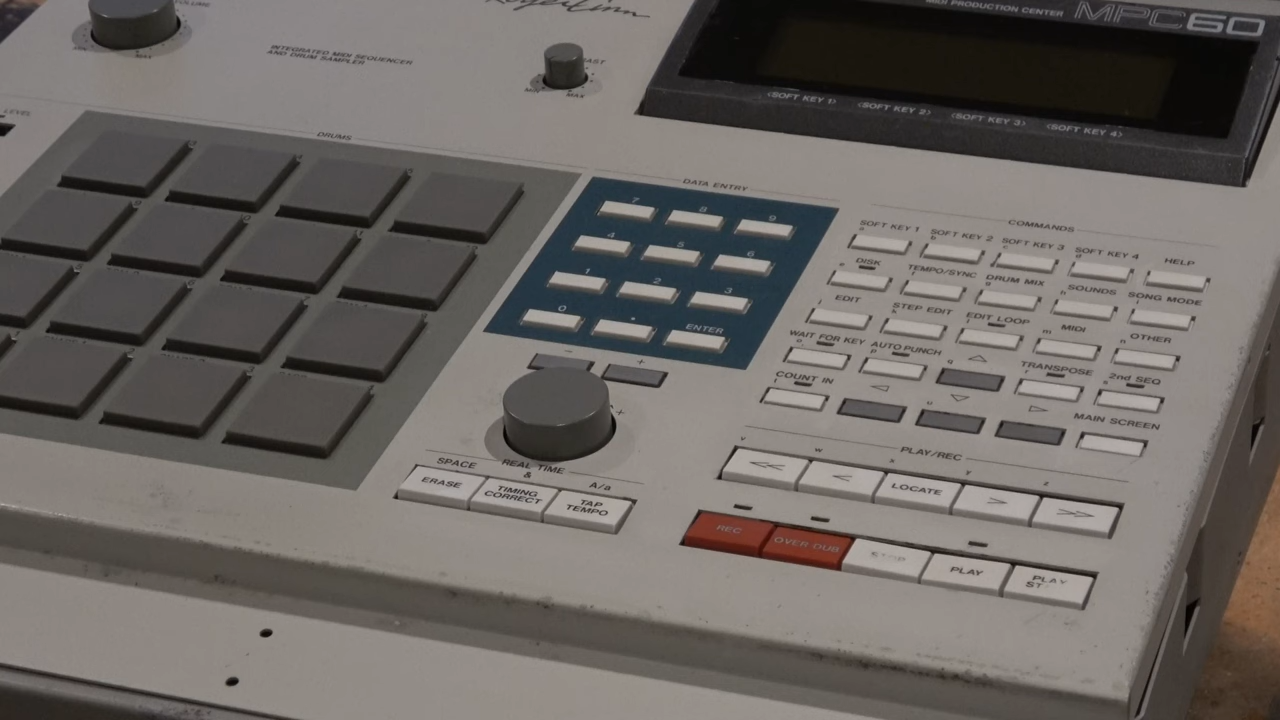 VOLUME
MAX
Roger Linn
INTEGRATED MIDI SEQUENCER
AND DRUM SAMPLER
MAX
MIDI PRODUCTION CENTER MPC60
<SOFT KEY 1> <SOFT KEY 2> <SOFT KEY 3> <SOFT KEY 4>
LEVEL
DRUMS
DATA ENTRY
7 8 9
4 5 6
1 2 3
0 . ENTER
- +
COMMANDS
SOFT KEY 1 SOFT KEY 2 SOFT KEY 3 SOFT KEY 4 HELP
DISK TEMPO/SYNC DRUM MIX SOUNDS SONG MODE
EDIT STEP EDIT EDIT LOOP MIDI OTHER
WAIT FOR KEY AUTO PUNCH TRANSPOSE 2nd SEQ
COUNT IN MAIN SCREEN
SPACE REAL TIME & A/a
ERASE TIMING CORRECT TAP TEMPO
PLAY/REC
v w x y z
<< < LOCATE > >>
REC OVER DUB STOP PLAY PLAY ST